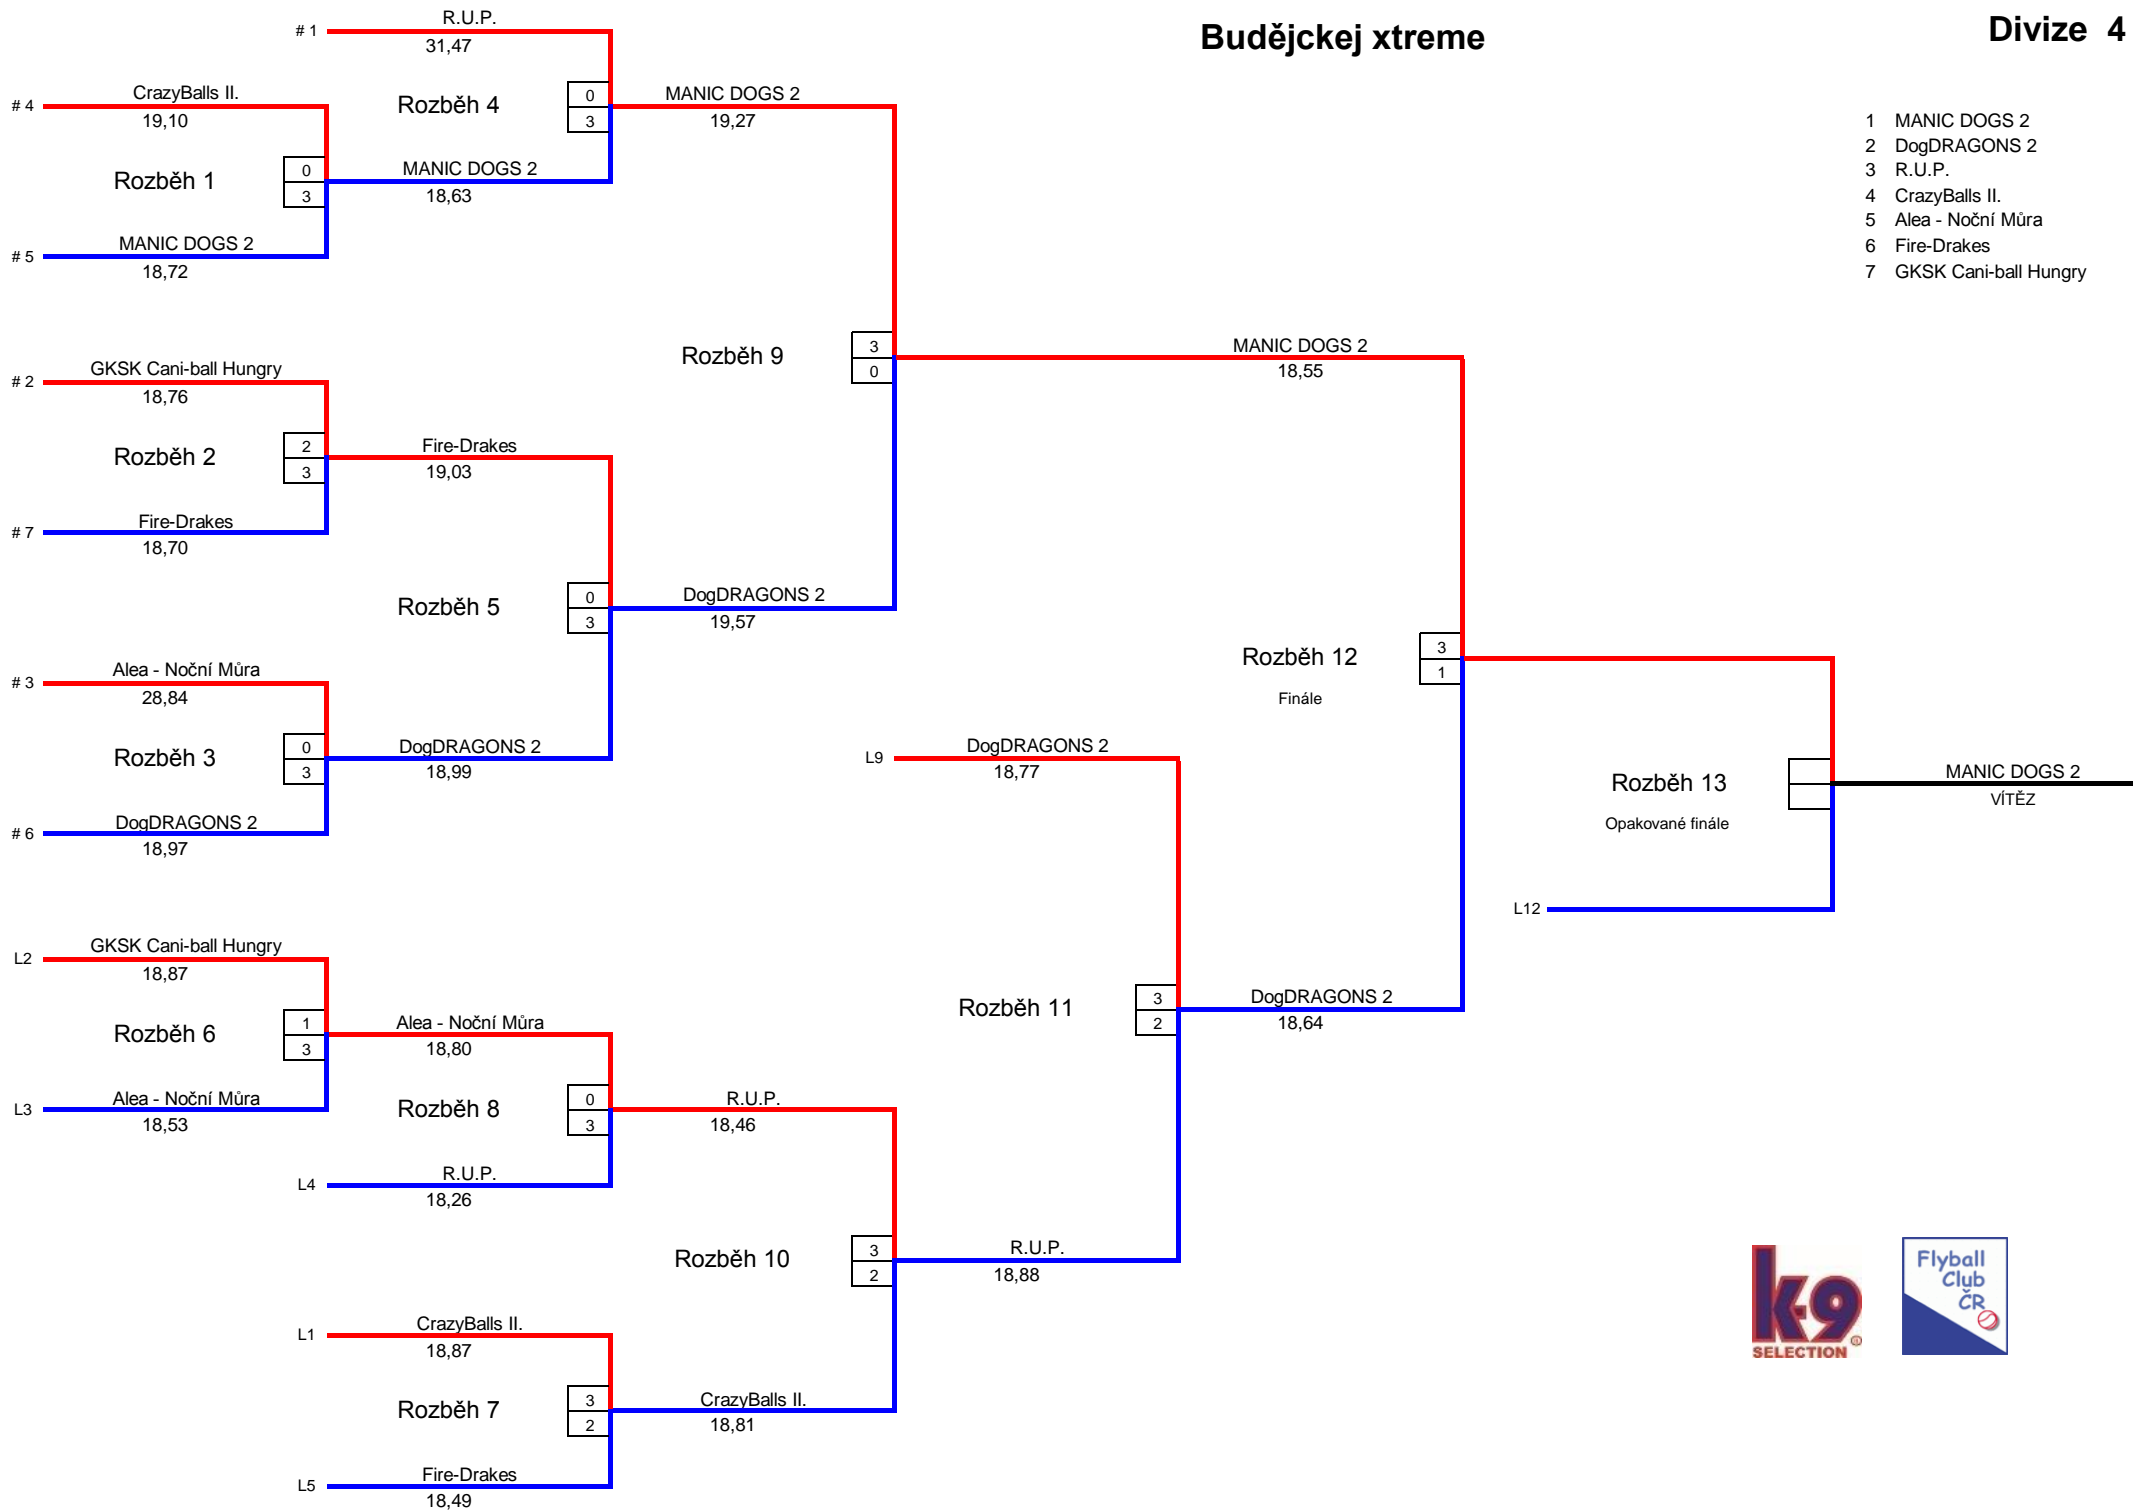 Budějckej xtreme
Divize 4
1 MANIC DOGS 2
2 DogDRAGONS 2
3 R.U.P.
4 CrazyBalls II.
5 Alea - Noční Můra
6 Fire-Drakes
7 GKSK Cani-ball Hungry
# 1
R.U.P.
31,47
# 4
CrazyBalls II.
19,10
Rozběh 4
0
3
MANIC DOGS 2
19,27
Rozběh 1
0
3
MANIC DOGS 2
18,63
# 5
MANIC DOGS 2
18,72
Rozběh 9
3
0
MANIC DOGS 2
18,55
# 2
GKSK Cani-ball Hungry
18,76
Rozběh 2
2
3
Fire-Drakes
19,03
# 7
Fire-Drakes
18,70
Rozběh 5
0
3
DogDRAGONS 2
19,57
# 3
Alea - Noční Můra
28,84
Rozběh 12
Finále
3
1
Rozběh 3
0
3
DogDRAGONS 2
18,99
L9
DogDRAGONS 2
18,77
Rozběh 13
Opakované finále
MANIC DOGS 2
VÍTĚZ
# 6
DogDRAGONS 2
18,97
L12
L2
GKSK Cani-ball Hungry
18,87
Rozběh 6
1
3
Alea - Noční Můra
18,80
Rozběh 11
3
2
DogDRAGONS 2
18,64
L3
Alea - Noční Můra
18,53
Rozběh 8
0
3
R.U.P.
18,46
L4
R.U.P.
18,26
Rozběh 10
3
2
R.U.P.
18,88
L1
CrazyBalls II.
18,87
Rozběh 7
3
2
CrazyBalls II.
18,81
L5
Fire-Drakes
18,49
k-9
SELECTION ®
Flyball
Club
ČR